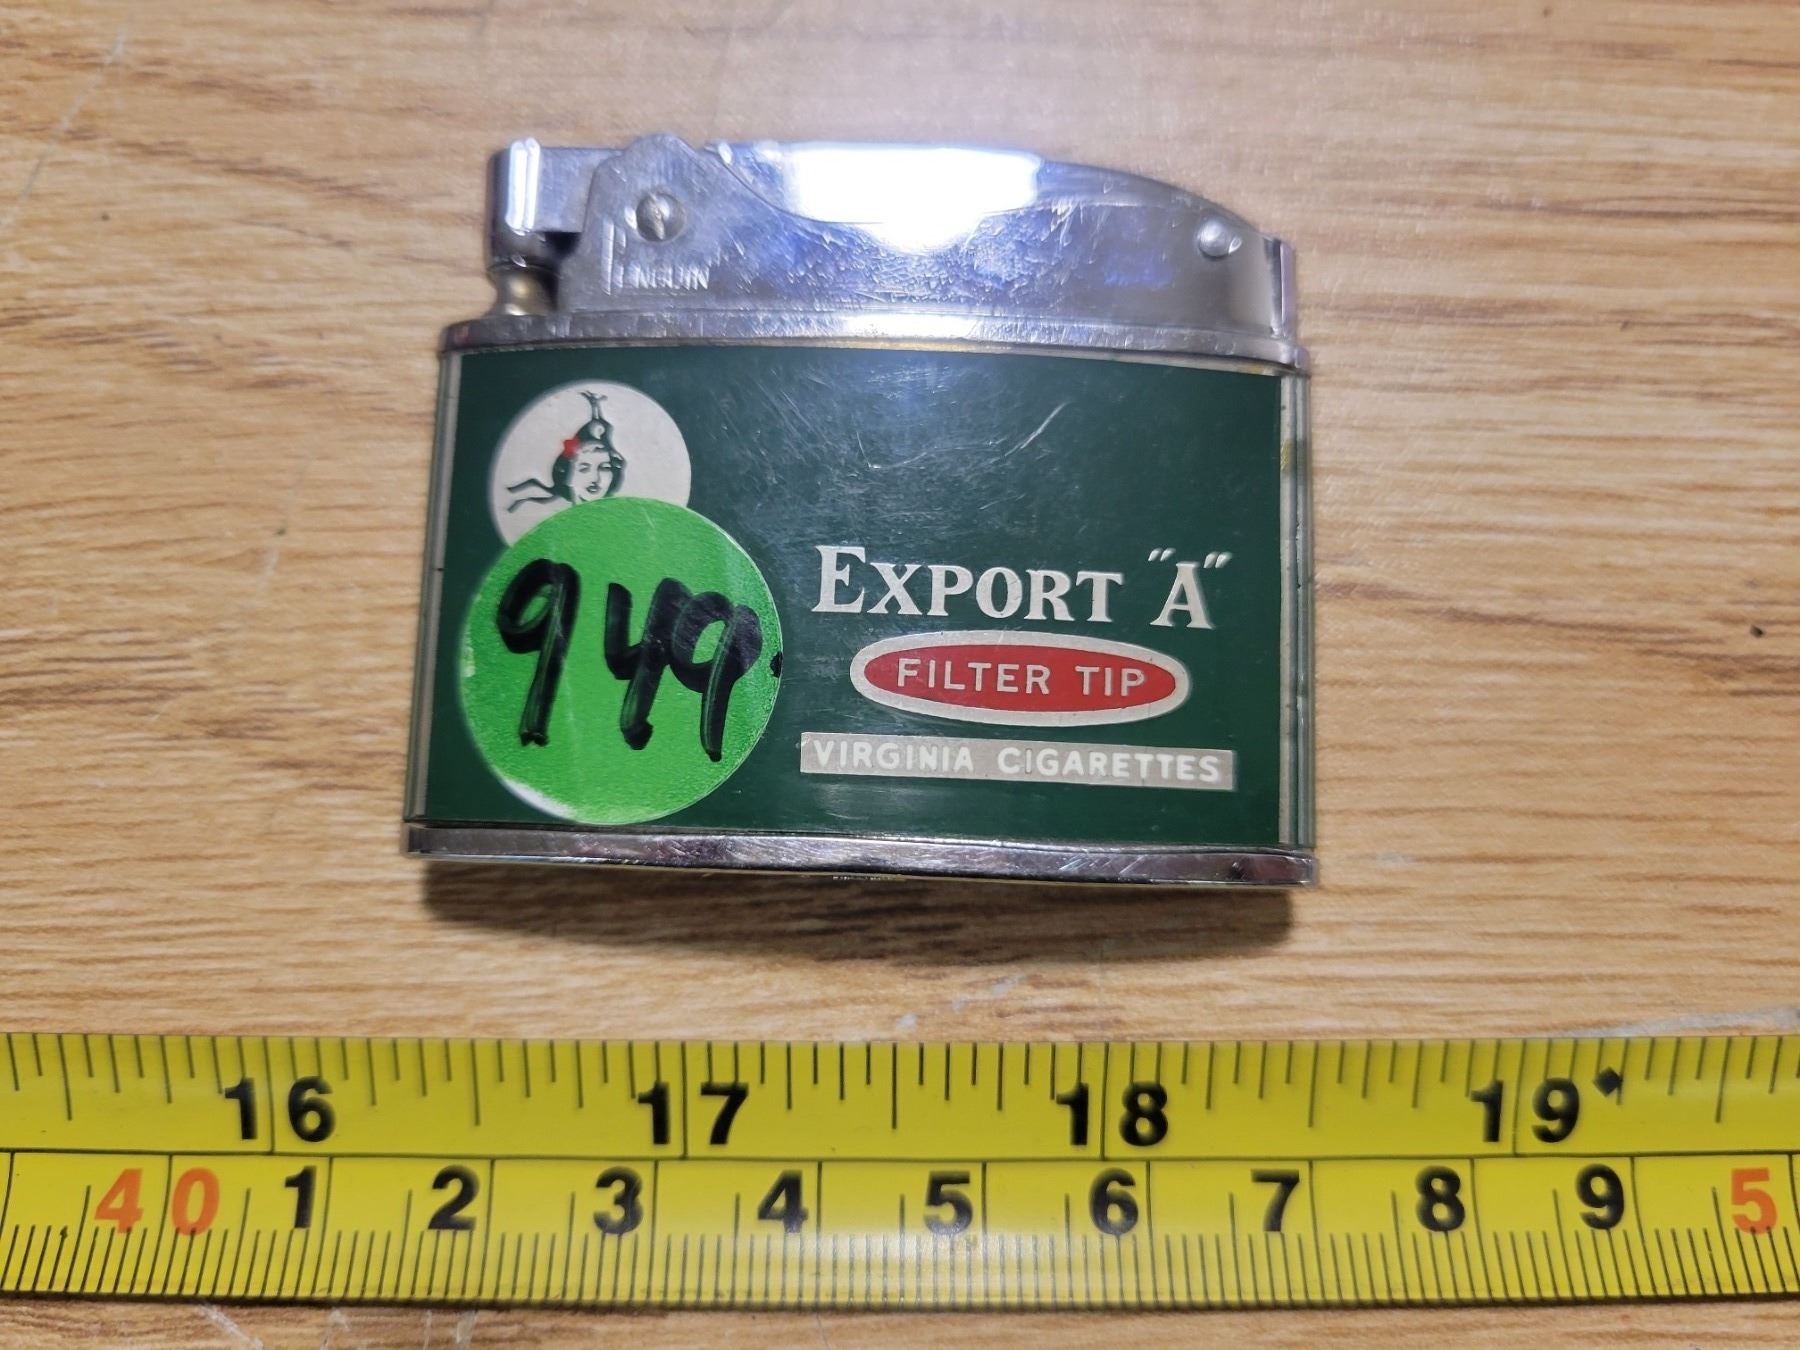 PENGUIN
EXPORT "A"
949.
FILTER TIP
VIRGINIA CIGARETTES
16 17 18 19
40 1 2 3 4 5 6 7 8 9 5